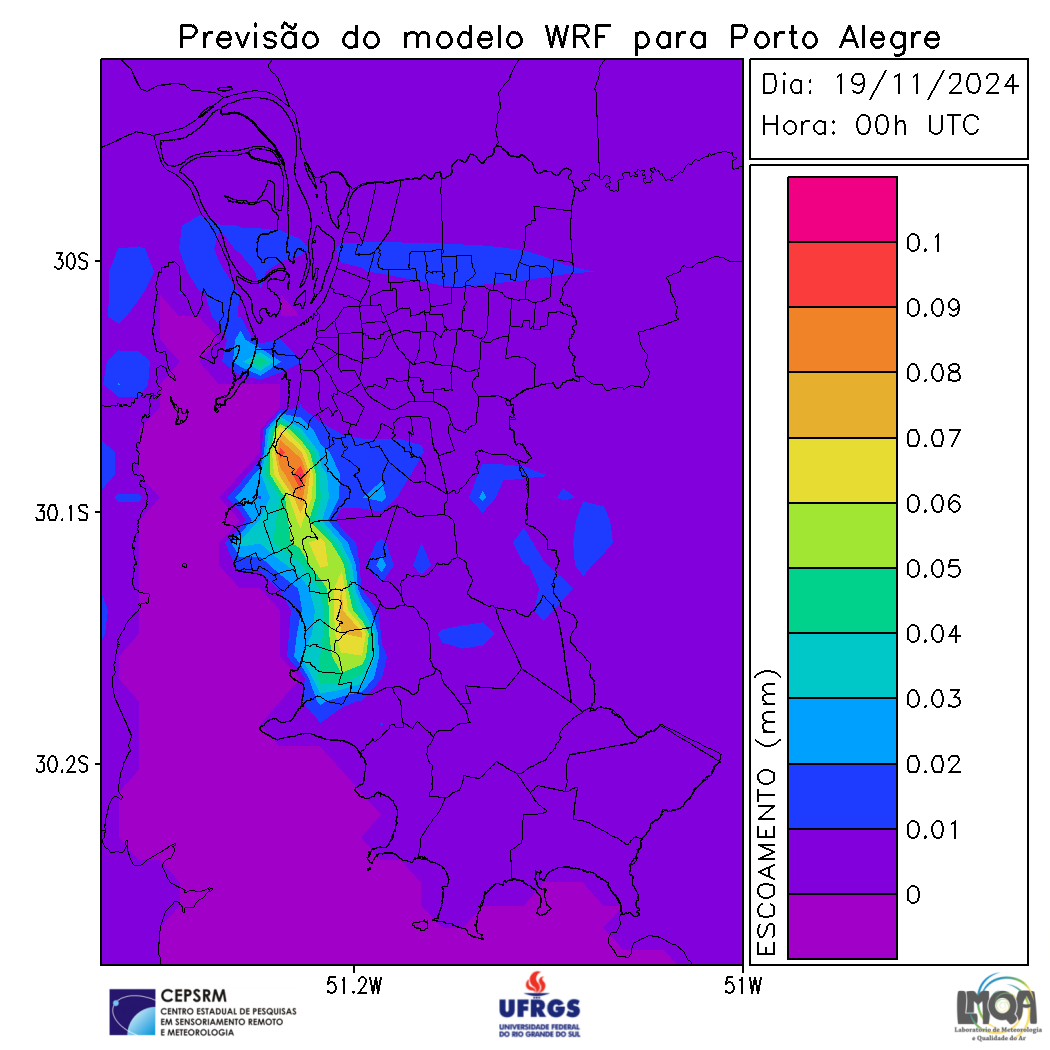 Previsão do modelo WRF para Porto Alegre
Dia: 19/11/2024
Hora: 00h UTC
0.1
0.09
0.08
0.07
0.06
0.05
0.04
0.03
0.02
0.01
0
ESCOAMENTO (mm)
30S
30.1S
30.2S
51.2W
51W
CEPSRM
CENTRO ESTADUAL DE PESQUISAS
EM SENSORIAMENTO REMOTO
E METEOROLOGIA
UFRGS
UNIVERSIDADE FEDERAL
DO RIO GRANDE DO SUL
LMQA
Laboratório de Meteorologia
e Qualidade do Ar